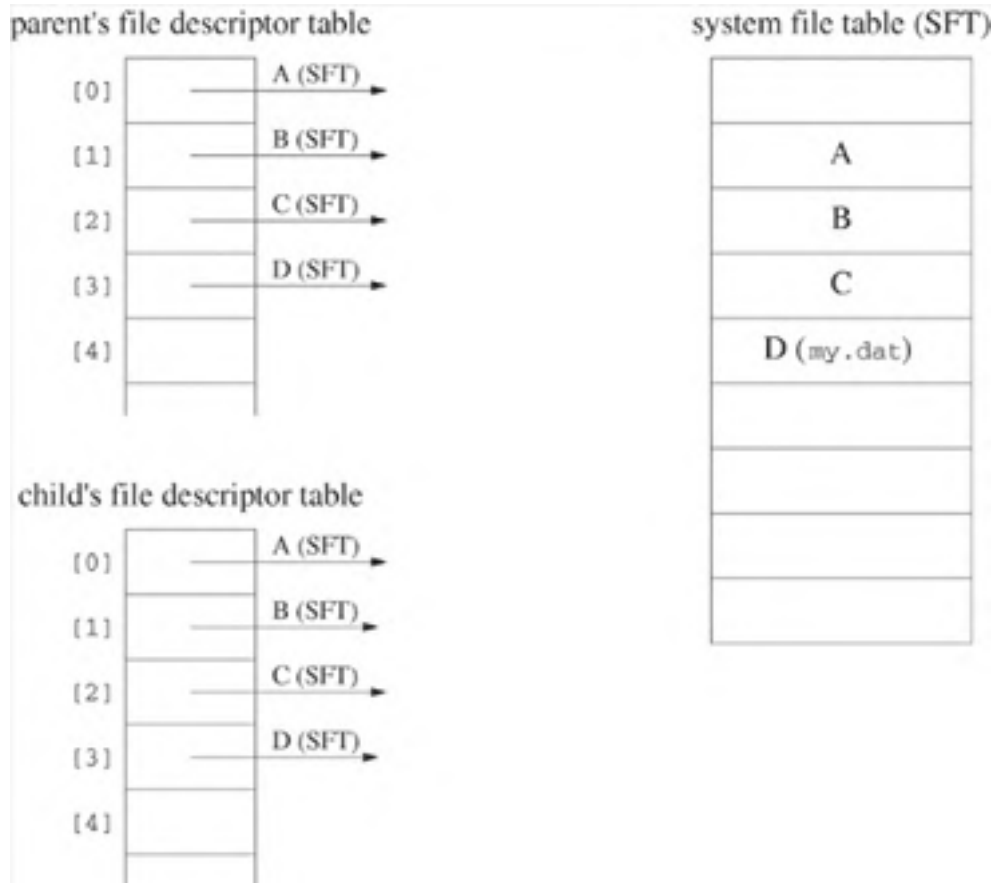 parent's file descriptor table
[0] A (SFT)
[1] B (SFT)
[2] C (SFT)
[3] D (SFT)
[4]
system file table (SFT)
A
B
C
D (my.dat)
child's file descriptor table
[0] A (SFT)
[1] B (SFT)
[2] C (SFT)
[3] D (SFT)
[4]